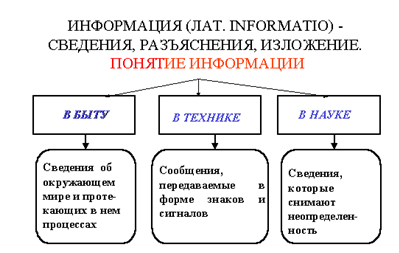 ИНФОРМАЦИЯ (ЛАТ. INFORMATIO) -
СВЕДЕНИЯ, РАЗЪЯСНЕНИЯ, ИЗЛОЖЕНИЕ.
ПОНЯТИЕ ИНФОРМАЦИИ
В БЫТУ
В ТЕХНИКЕ
В НАУКЕ
Сведения об
окружающем
мире и проте-
кающих в нем
процессах
Сообщения,
передаваемые в
форме знаков и
сигналов
Сведения,
которые
снимают
неопределен-
ность